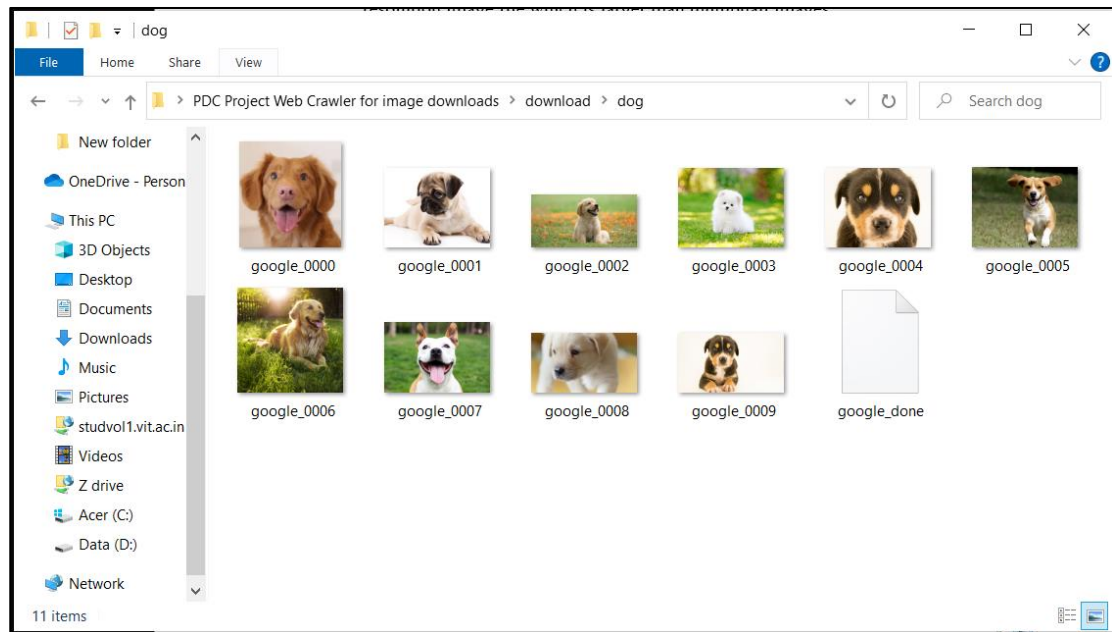 dog
File Home Share View
PDC Project Web Crawler for image downloads > download > dog
Search dog
New folder
OneDrive - Person
This PC
3D Objects
Desktop
Documents
Downloads
Music
Pictures
studvol1.vit.ac.in
Videos
Z drive
Acer (C:)
Data (D:)
Network
google_0000 google_0001 google_0002 google_0003 google_0004 google_0005
google_0006 google_0007 google_0008 google_0009 google_done
11 items